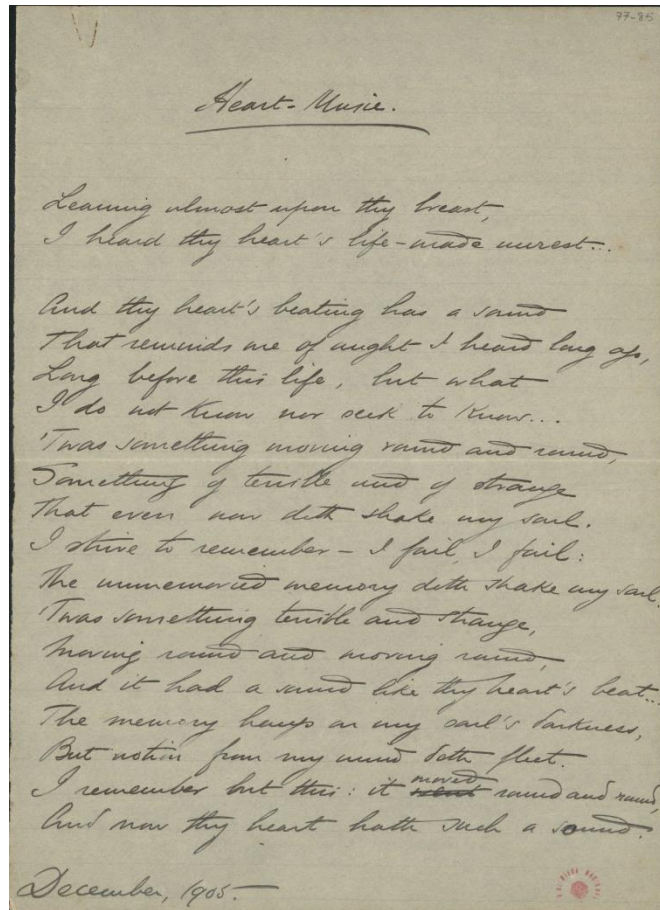 77-85
Heart-Music.
Leaning almost upon thy breast,
I heard thy heart's life-made unrest...
And thy heart's beating has a sound
That reminds me of aught I heard long ago,
Long before this life, but what
I do not know nor seek to know...
'Twas something moving round and round,
Something of terrible and of strange
That even now doth shake my soul.
I strive to remember – I fail, I fail:
The unmemoried memory doth shake my soul,
'Twas something terrible and strange,
Moving round and moving round,
And it had a sound like thy heart's beat...
The memory hangs on my soul's darkness,
But notion from my mind doth fleet.
I remember but this: it went moved round and round,
And now thy heart hath such a sound.
December, 1905.